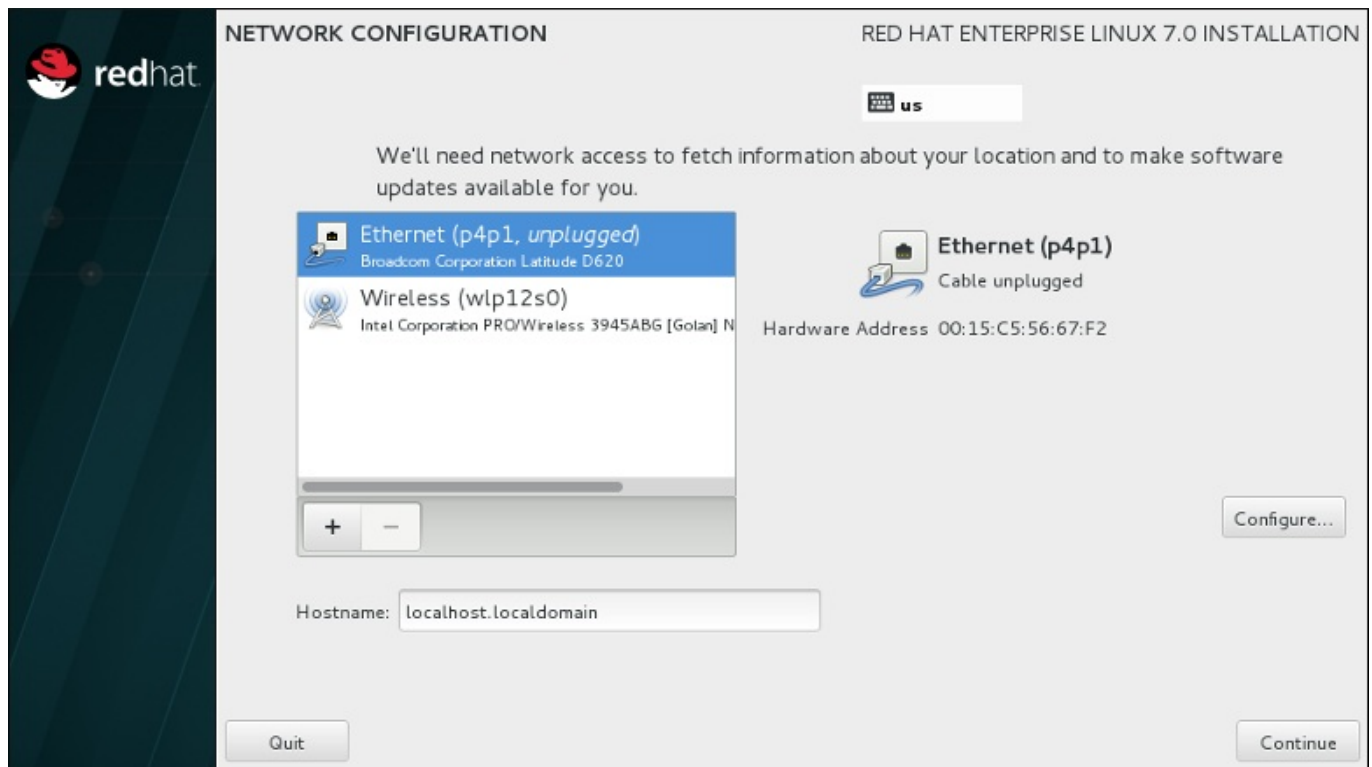 redhat.
NETWORK CONFIGURATION
RED HAT ENTERPRISE LINUX 7.0 INSTALLATION
us
We'll need network access to fetch information about your location and to make software
updates available for you.
Ethernet (p4p1, unplugged)
Broadcom Corporation Latitude D620
Wireless (wlp12s0)
Intel Corporation PRO/Wireless 3945ABG [Golan] N
+ −
Ethernet (p4p1)
Cable unplugged
Hardware Address 00:15:C5:56:67:F2
Configure...
Hostname: localhost.localdomain
Quit
Continue